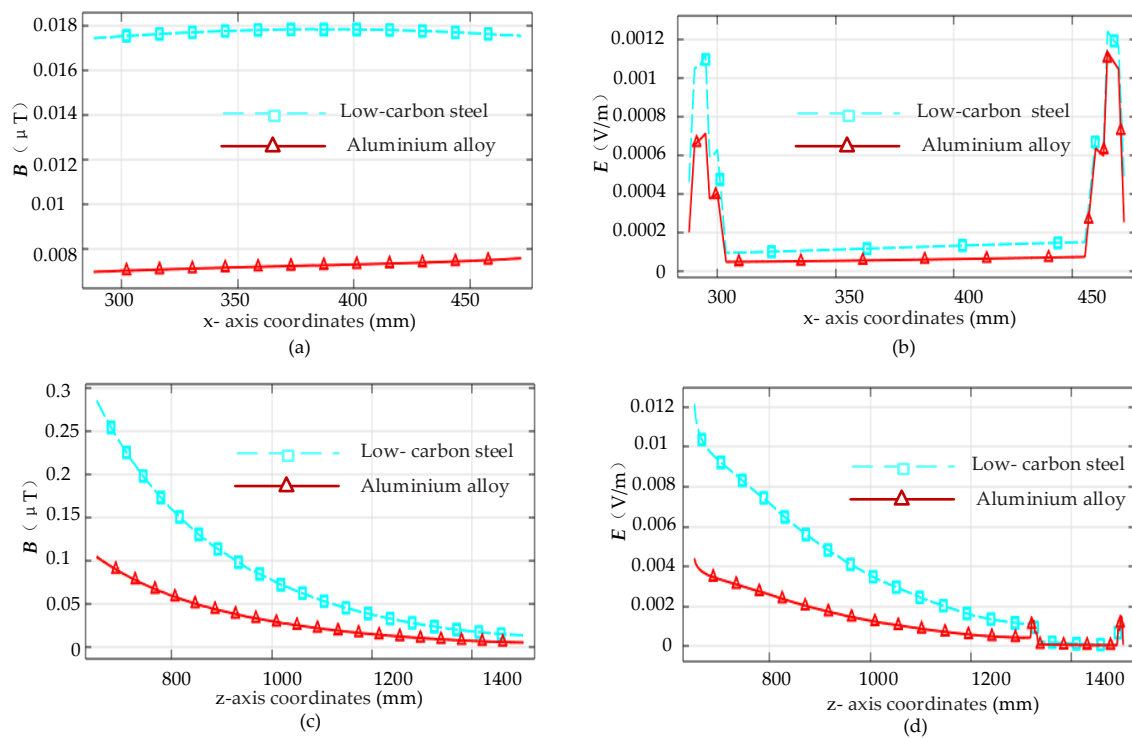 0.018
0.016
0.014
0.012
0.01
0.008
B ( μ T )
Low-carbon steel
Aluminium alloy
300 350 400 450
x- axis coordinates (mm)
(a)
0.0012
0.001
0.0008
0.0006
0.0004
0.0002
0
E (V/m)
Low-carbon steel
Aluminium alloy
300 350 400 450
x- axis coordinates (mm)
(b)
0.3
0.25
0.2
0.15
0.1
0.05
0
B ( μ T)
Low- carbon steel
Aluminium alloy
800 1000 1200 1400
z-axis coordinates (mm)
(c)
0.012
0.01
0.008
0.006
0.004
0.002
0
E (V/m)
Low- carbon steel
Aluminium alloy
800 1000 1200 1400
z- axis coordinates (mm)
(d)